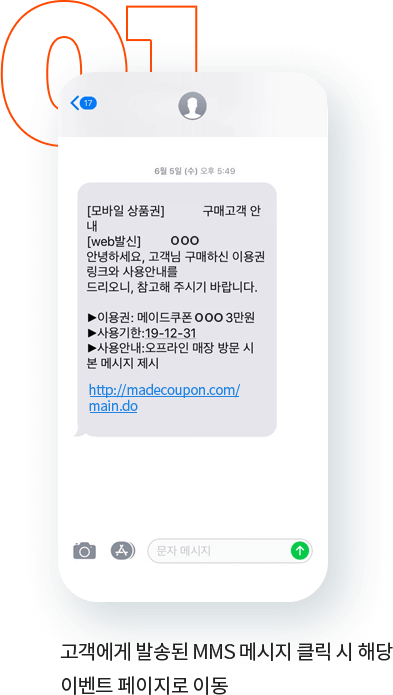 01
17
6월 5일 (수) 오후 5:49
[모바일 상품권] 구매고객 안
내
[web발신] OOO
안녕하세요, 고객님 구매하신 이용권
링크와 사용안내를
드리오니, 참고해 주시기 바랍니다.
▶이용권: 메이드쿠폰 OOO 3만원
▶사용기한:19-12-31
▶사용안내:오프라인 매장 방문 시
본 메시지 제시
http://madecoupon.com/
main.do
문자 메시지
고객에게 발송된 MMS 메시지 클릭 시 해당
이벤트 페이지로 이동